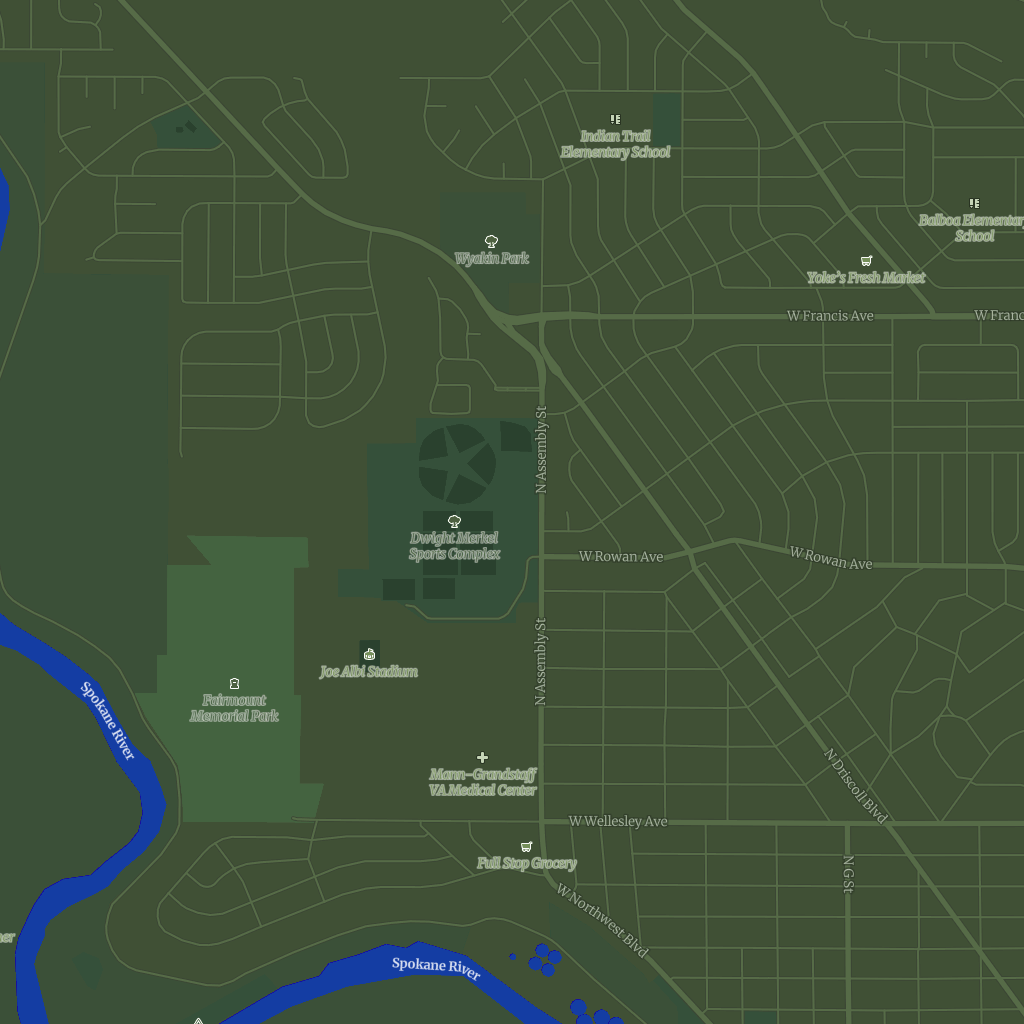 Indian Trail
Elementary School
Balboa Elementary
School
Wyakin Park
Yoke's Fresh Market
W Francis Ave
W Franc
N Assembly St
Dwight Merkel
Sports Complex
W Rowan Ave
W Rowan Ave
N Assembly St
Joe Albi Stadium
Fairmount
Memorial Park
Spokane River
Mann-Grandstaff
VA Medical Center
N Driscoll Blvd
W Wellesley Ave
Full Stop Grocery
N G St
W Northwest Blvd
Spokane River